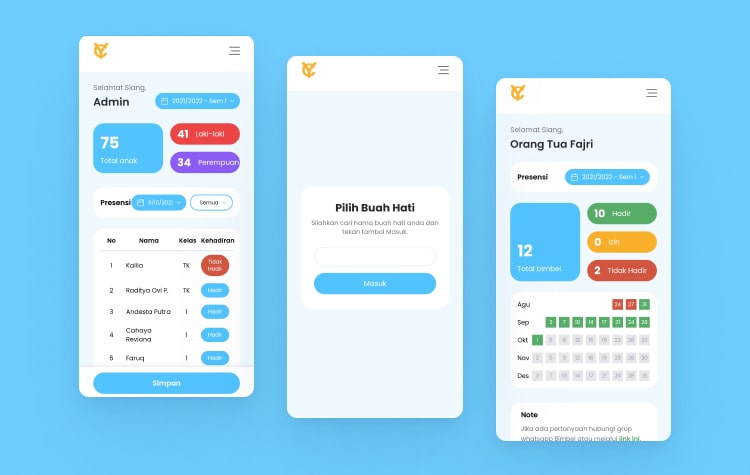 Selamat Siang,
Admin
2021/2022 - Sem 1
75
Total anak
41 Laki-laki
34 Perempuan
Presensi
Semua
No Nama Kelas Kehadiran
1 Kailla TK Tidak Hadir
2 Raditya Ovi P. TK Hadir
3 Andesta Putra 1 Hadir
4 Cahaya Reviana 1 Hadir
5 Faruq 1 Hadir
Simpan
Pilih Buah Hati
Silahkan cari nama buah hati anda dan
tekan tombol Masuk.
Masuk
Selamat Siang,
Orang Tua Fajri
Presensi 2021/2022 - Sem 1
12
Total bimbel
10 Hadir
0 Izin
2 Tidak Hadir
Agu 24 27 31
Sep 3 7 10 14 17 21 24 28
Okt 1 5 8 12 15 19 22 26 29
Nov 2 5 9 12 16 19 23 26 30
Des 3 7 10 14 17 21 24 28 31
Note
Jika ada pertanyaan hubungi grup
whatsapp Bimbel atau melalui link ini.